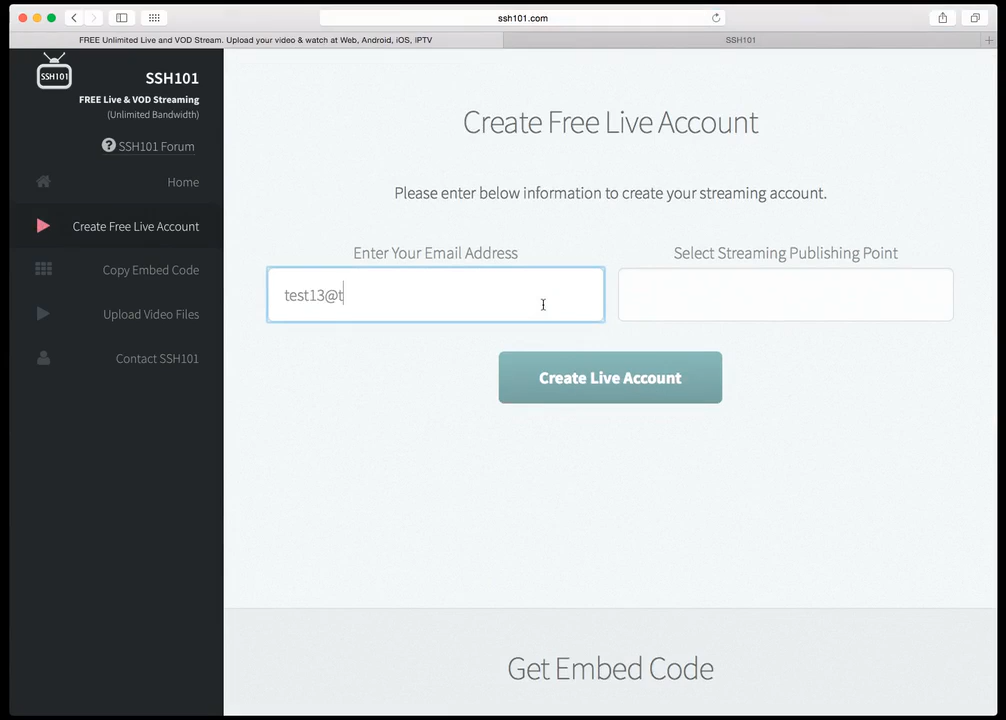 ssh101.com
FREE Unlimited Live and VOD Stream. Upload your video & watch at Web, Android, iOS, IPTV
SSH101
SSH101
SSH101
FREE Live & VOD Streaming
(Unlimited Bandwidth)
? SSH101 Forum
Home
Create Free Live Account
Copy Embed Code
Upload Video Files
Contact SSH101
Create Free Live Account
Please enter below information to create your streaming account.
Enter Your Email Address
Select Streaming Publishing Point
test13@t
Create Live Account
Get Embed Code